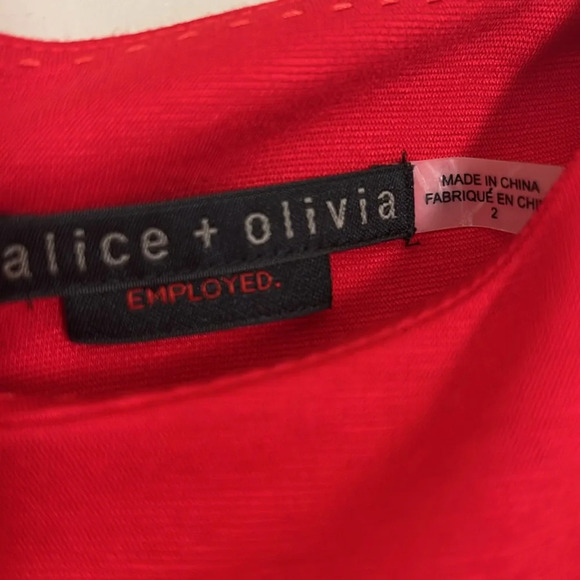 alice + olivia
EMPLOYED.
MADE IN CHINA
FABRIQUÉ EN
2